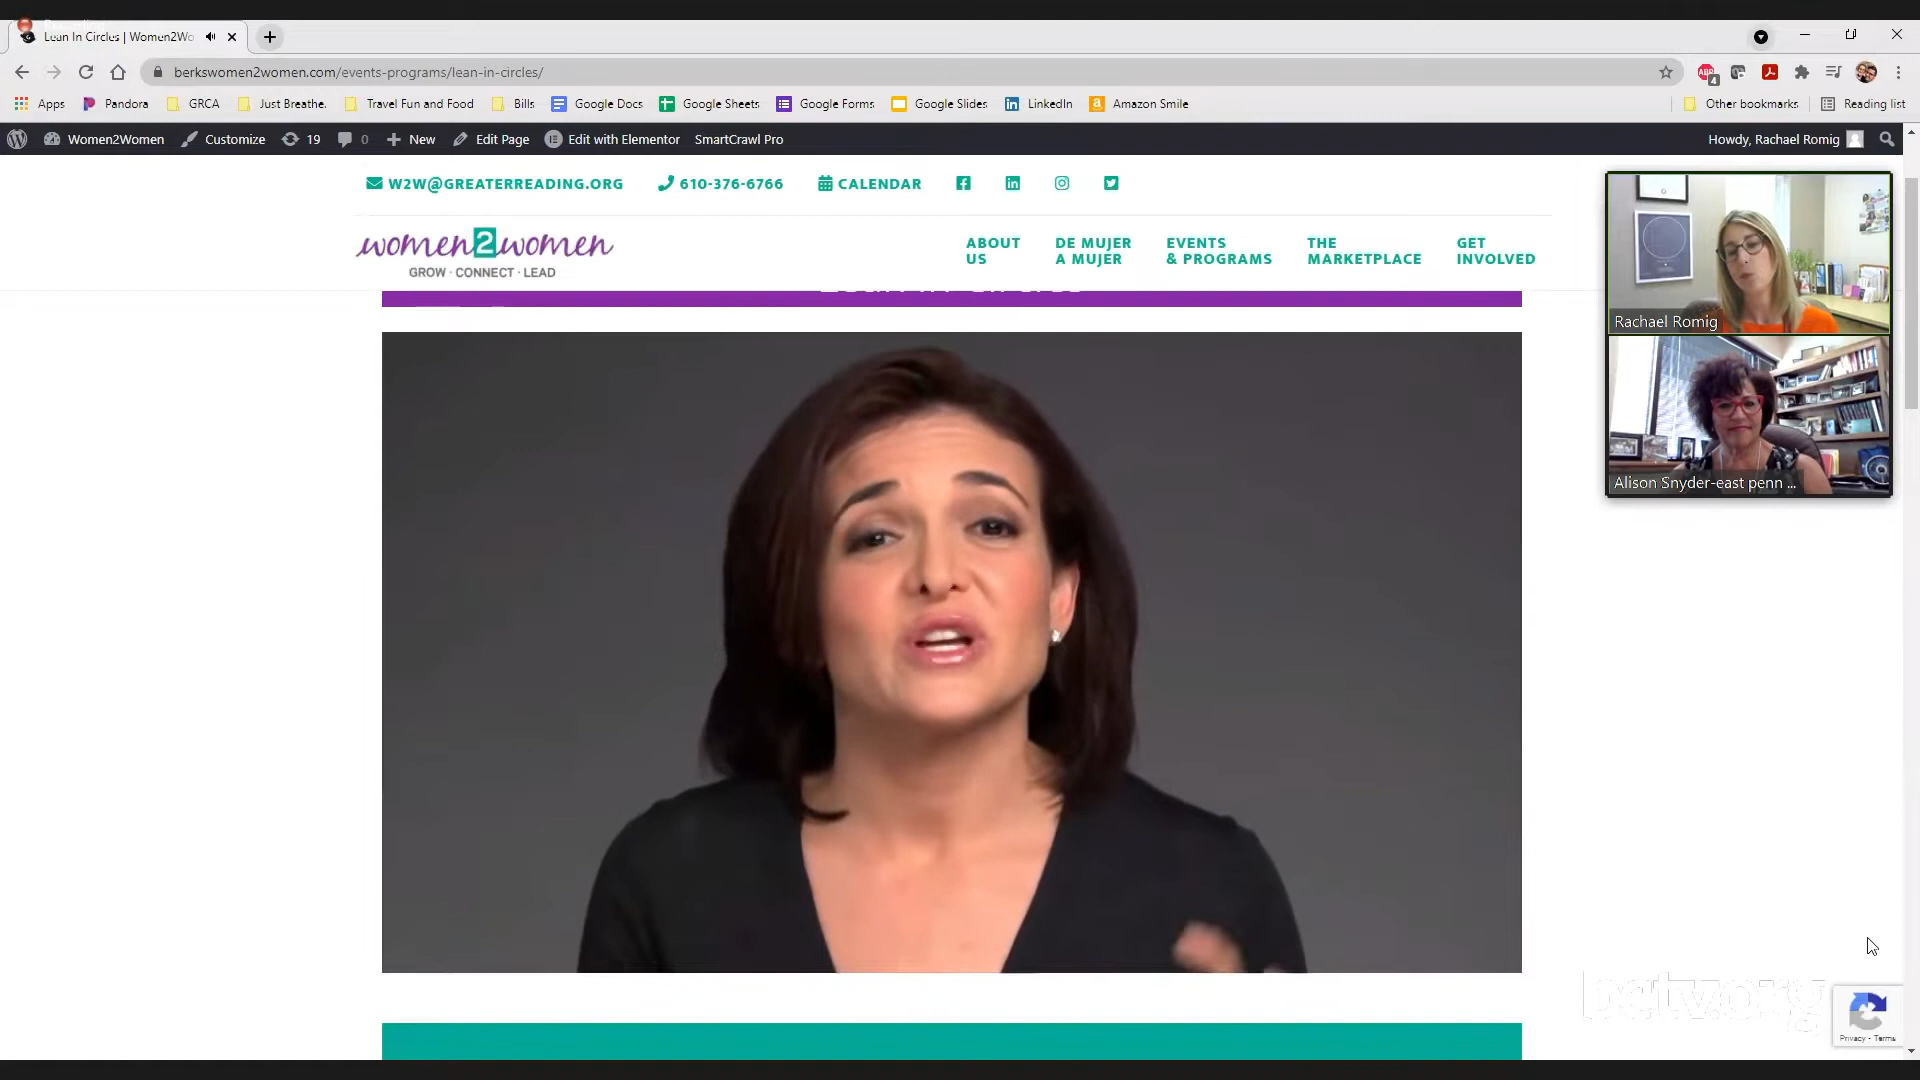 Lean In Circles | Women2Wo
berkswomen2women.com/events-programs/lean-in-circles/
ABP
4
Apps
Pandora
GRCA
Just Breathe.
Travel Fun and Food
Bills
Google Docs
Google Sheets
Google Forms
Google Slides
LinkedIn
Amazon Smile
Other bookmarks
Reading list
Women2Women
Customize
19
0
New
Edit Page
Edit with Elementor
SmartCrawl Pro
Howdy, Rachael Romig
W2W@GREATERREADING.ORG
610-376-6766
CALENDAR
women2women
GROW · CONNECT · LEAD
ABOUT
US
DE MUJER
A MUJER
EVENTS
& PROGRAMS
THE
MARKETPLACE
GET
INVOLVED
Rachael Romig
Alison Snyder-east penn ...
bctv.org
Privacy - Terms